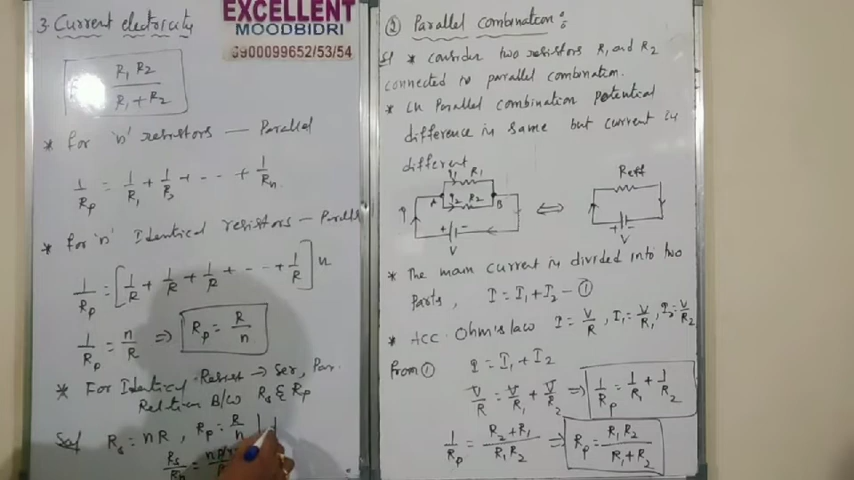 3. Current electricity
EXCELLENT
MOODBIDRI
6900099652/53/54
R₁ R₂ / R₁ + R₂
* For 'n' resistors — Parallel
1/Rp = 1/R₁ + 1/R₂ + - - + 1/Rn
* For 'n' Identical resistors — Parallel
1/Rp = [1/R + 1/R + 1/R + - - + 1/R] n
1/Rp = n/R ⇒ Rp = R/n
* For Identical Resist → Ser, Par.
Relation B/w Rs & Rp
Sol Rs = nR, Rp = R/n
Rs/Rp =
② Parallel Combination :
* Consider two resistors R₁ and R₂
connected in parallel combination.
* In Parallel combination potential
difference is same but current is
different
I₁ R₁
I A I₂ R₂ B ⇔ Reff
+ - V
+ - V
* The main current is divided into two
Parts, I = I₁ + I₂ — ①
* Acc. Ohm's law I = V/R, I₁ = V/R₁, I₂ = V/R₂
From ① I = I₁ + I₂
V/R = V/R₁ + V/R₂ ⇒ 1/Rp = 1/R₁ + 1/R₂
1/Rp = R₂ + R₁ / R₁ R₂ ⇒ Rp = R₁ R₂ / R₁ + R₂